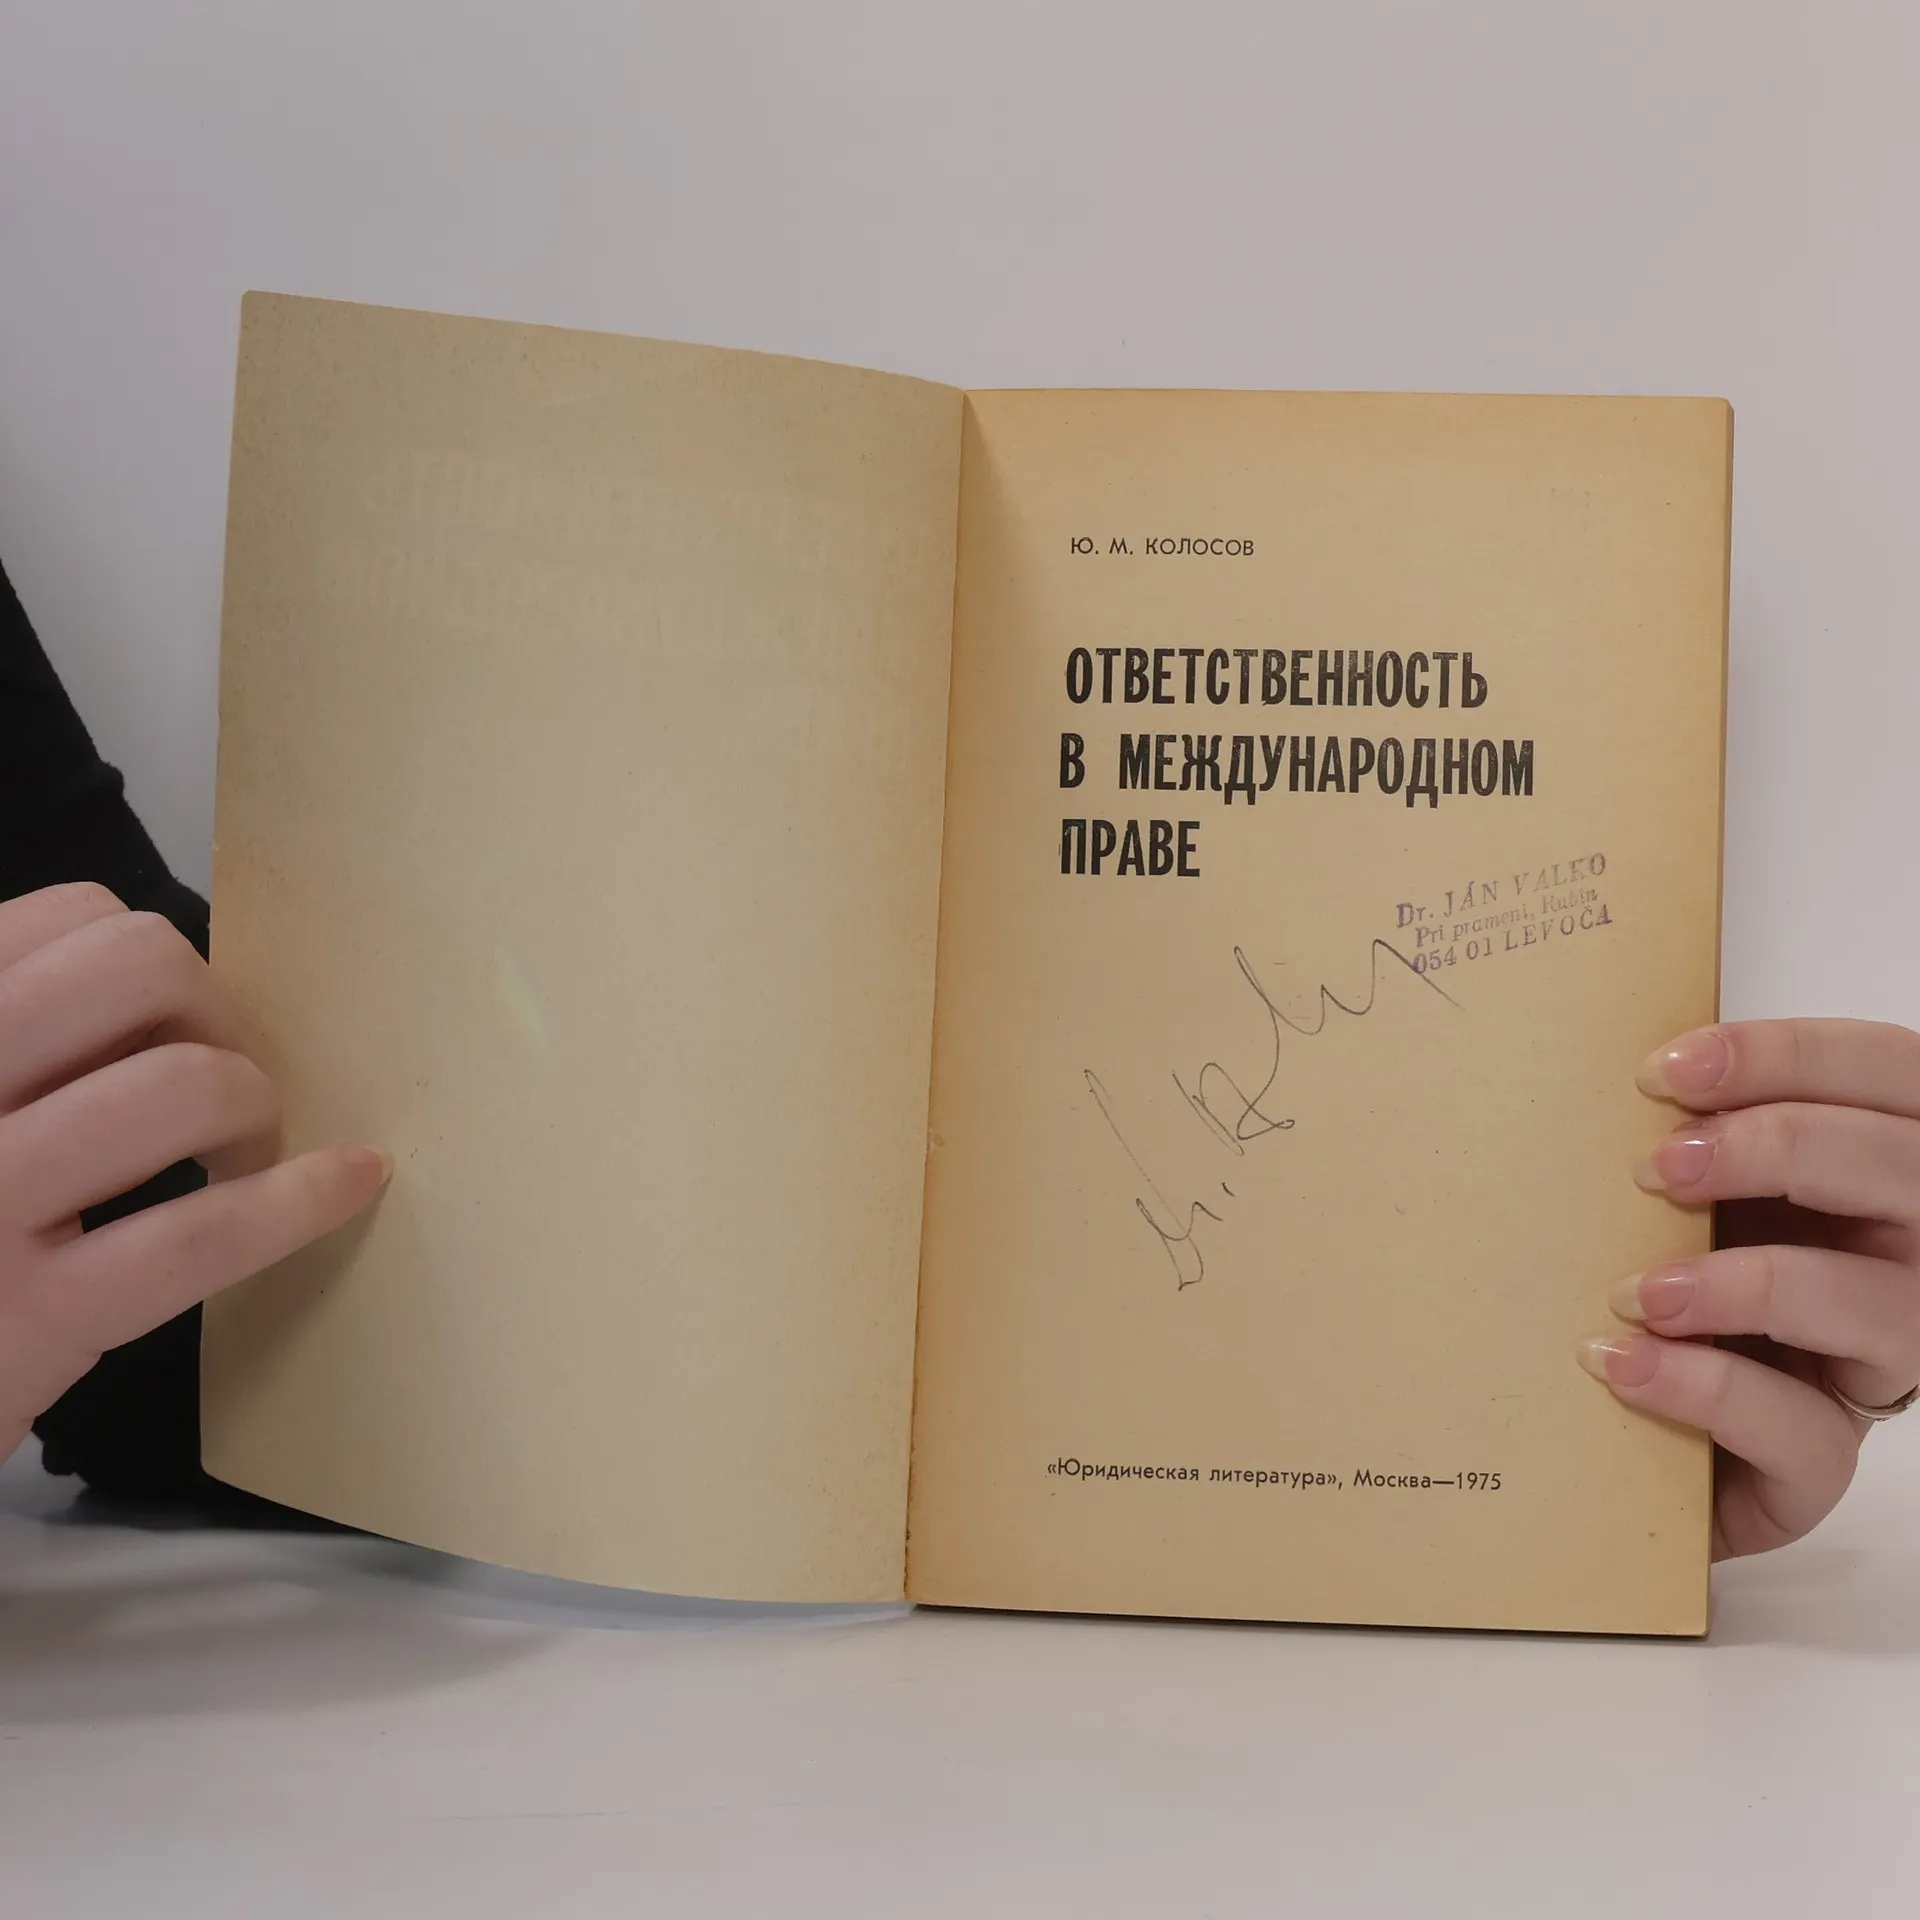 Ю. М. КОЛОСОВ
ОТВЕТСТВЕННОСТЬ
В МЕЖДУНАРОДНОМ
ПРАВЕ
Dr. JÁN VALKO
Pri prameni, Rubín
054 01 LEVOČA
«Юридическая литература», Москва—1975